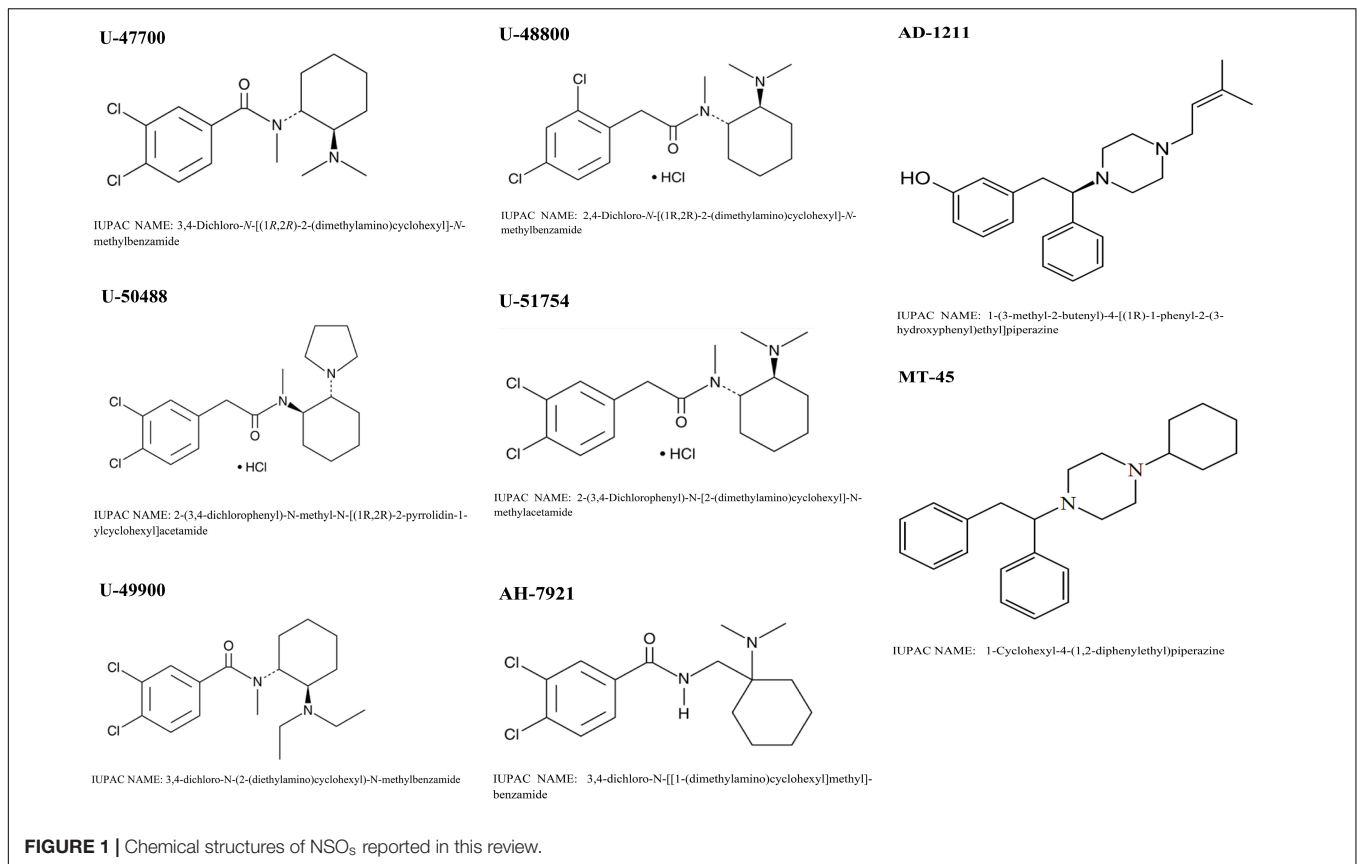 U-47700
Cl
Cl
O
N
N
IUPAC NAME: 3,4-Dichloro-N-[(1R,2R)-2-(dimethylamino)cyclohexyl]-N-
methylbenzamide
U-48800
Cl
Cl
O
N
N
• HCl
IUPAC NAME: 2,4-Dichloro-N-[(1R,2R)-2-(dimethylamino)cyclohexyl]-N-
methylbenzamide
AD-1211
HO
N
N
IUPAC NAME: 1-(3-methyl-2-butenyl)-4-[(1R)-1-phenyl-2-(3-
hydroxyphenyl)ethyl]piperazine
U-50488
Cl
Cl
O
N
N
• HCl
IUPAC NAME: 2-(3,4-dichlorophenyl)-N-methyl-N-[(1R,2R)-2-pyrrolidin-1-
ylcyclohexyl]acetamide
U-51754
Cl
Cl
O
N
N
• HCl
IUPAC NAME: 2-(3,4-Dichlorophenyl)-N-[2-(dimethylamino)cyclohexyl]-N-
methylacetamide
MT-45
N
N
IUPAC NAME: 1-Cyclohexyl-4-(1,2-diphenylethyl)piperazine
U-49900
Cl
Cl
O
N
N
IUPAC NAME: 3,4-dichloro-N-(2-(diethylamino)cyclohexyl)-N-methylbenzamide
AH-7921
Cl
Cl
O
N
H
N
IUPAC NAME: 3,4-dichloro-N-[[1-(dimethylamino)cyclohexyl]methyl]-
benzamide
FIGURE 1 | Chemical structures of NSOs reported in this review.